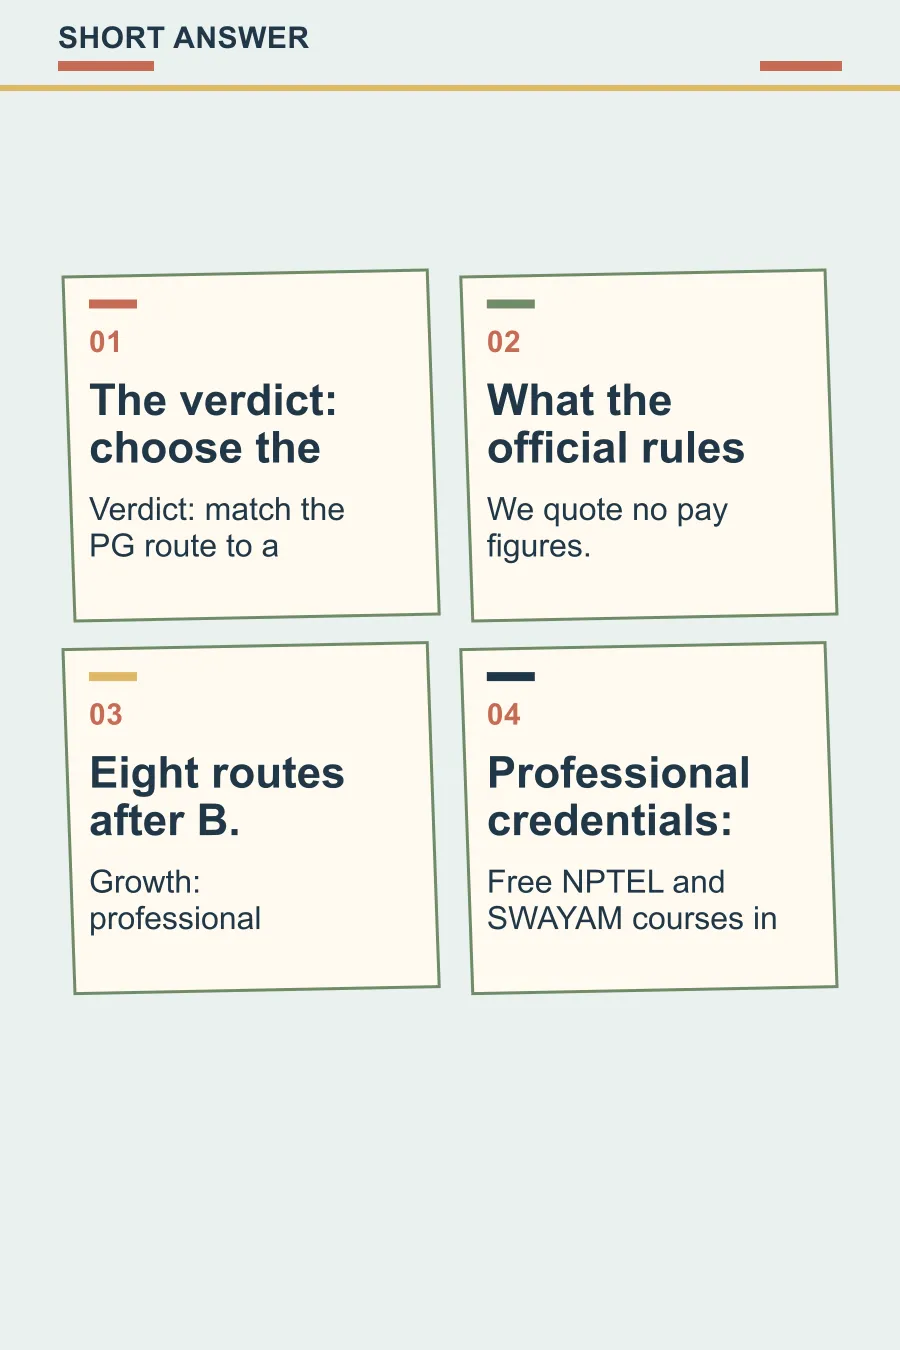 SHORT ANSWER
01
The verdict:
choose the
Verdict: match the
PG route to a
02
What the
official rules
We quote no pay
figures.
03
Eight routes
after B.
Growth:
professional
04
Professional
credentials:
Free NPTEL and
SWAYAM courses in